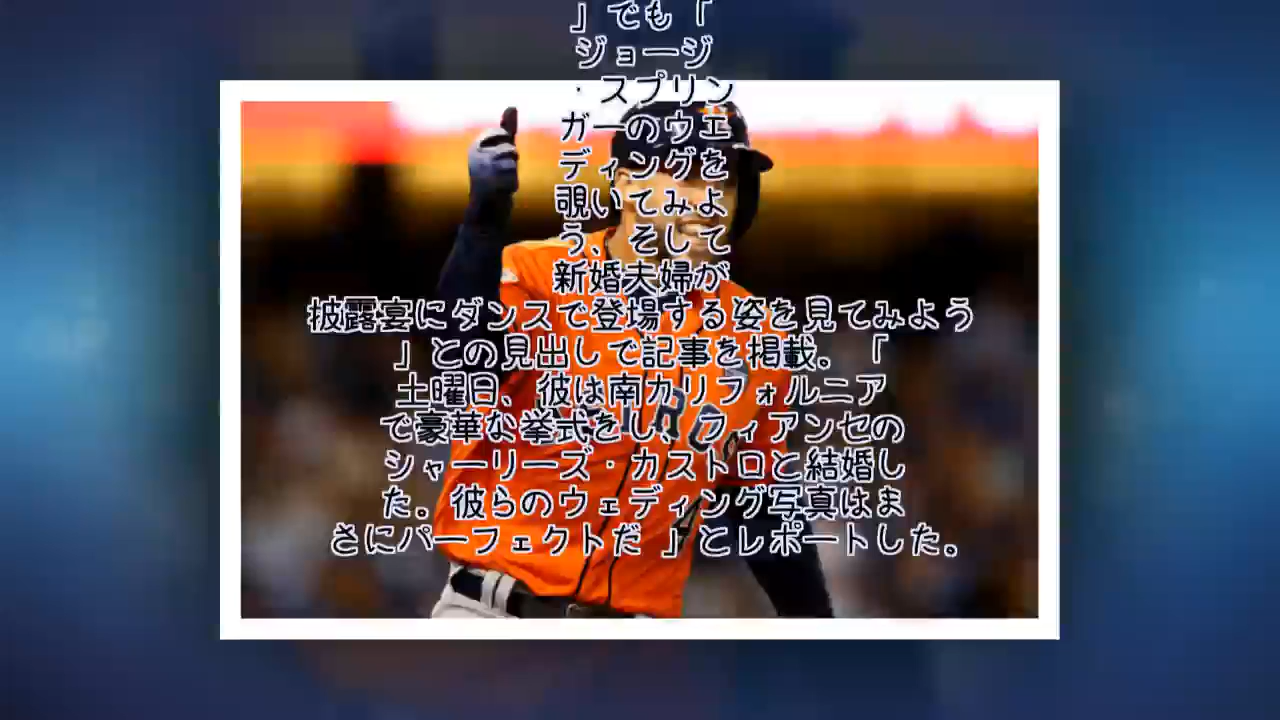 」でも「
ジョージ
・スプリン
ガーのウエ
ディングを
覗いてみよ
う、そして
新婚夫婦が
披露宴にダンスで登場する姿を見てみよう
」との見出しで記事を掲載。「
土曜日、彼は南カリフォルニア
で豪華な挙式をし、フィアンセの
シャーリーズ・カストロと結婚し
た。彼らのウェディング写真はま
さにパーフェクトだ」とレポートした。